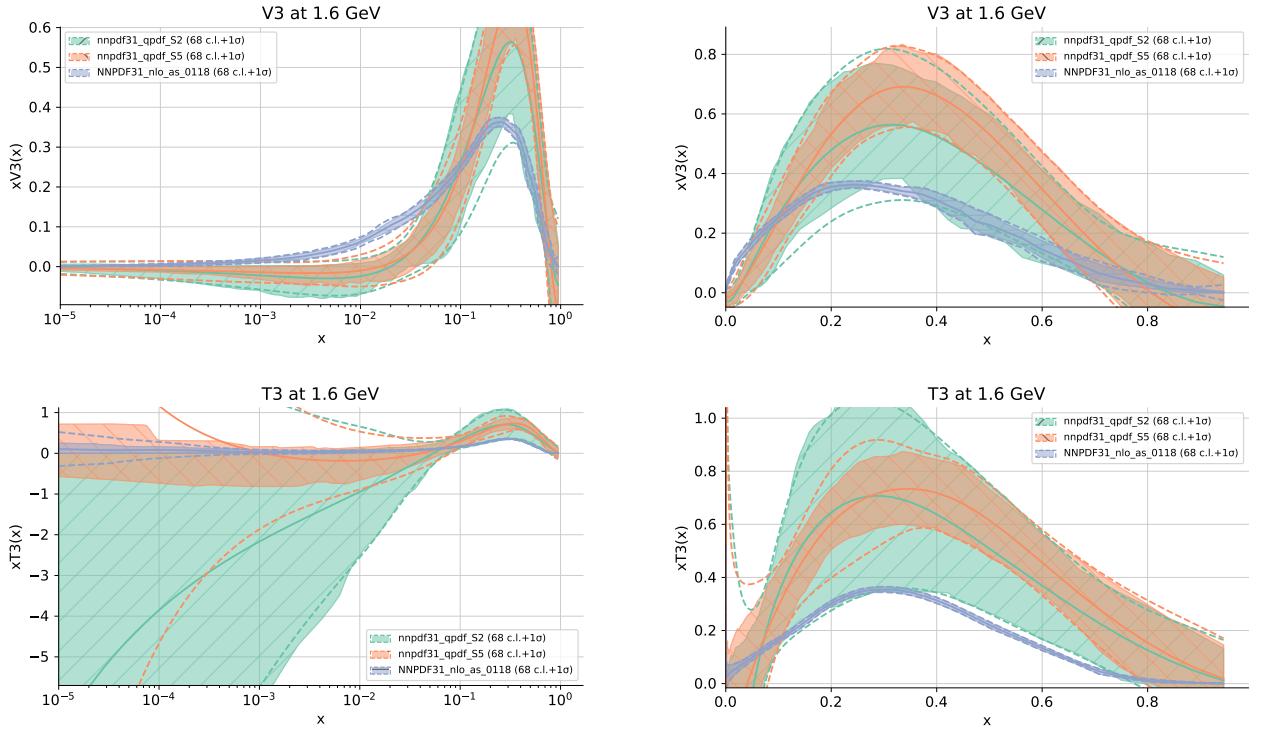 V3 at 1.6 GeV
nnpdf31_qpdf_S2 (68 c.l.+1σ)
nnpdf31_qpdf_S5 (68 c.l.+1σ)
NNPDF31_nlo_as_0118 (68 c.l.+1σ)
xV3(x)
0.6
0.5
0.4
0.3
0.2
0.1
0.0
10⁻⁵ 10⁻⁴ 10⁻³ 10⁻² 10⁻¹ 10⁰
x
V3 at 1.6 GeV
nnpdf31_qpdf_S2 (68 c.l.+1σ)
nnpdf31_qpdf_S5 (68 c.l.+1σ)
NNPDF31_nlo_as_0118 (68 c.l.+1σ)
xV3(x)
0.8
0.6
0.4
0.2
0.0
0.0 0.2 0.4 0.6 0.8
x
T3 at 1.6 GeV
xT3(x)
1
0
−1
−2
−3
−4
−5
nnpdf31_qpdf_S2 (68 c.l.+1σ)
nnpdf31_qpdf_S5 (68 c.l.+1σ)
NNPDF31_nlo_as_0118 (68 c.l.+1σ)
10⁻⁵ 10⁻⁴ 10⁻³ 10⁻² 10⁻¹ 10⁰
x
T3 at 1.6 GeV
nnpdf31_qpdf_S2 (68 c.l.+1σ)
nnpdf31_qpdf_S5 (68 c.l.+1σ)
NNPDF31_nlo_as_0118 (68 c.l.+1σ)
xT3(x)
1.0
0.8
0.6
0.4
0.2
0.0
0.0 0.2 0.4 0.6 0.8
x